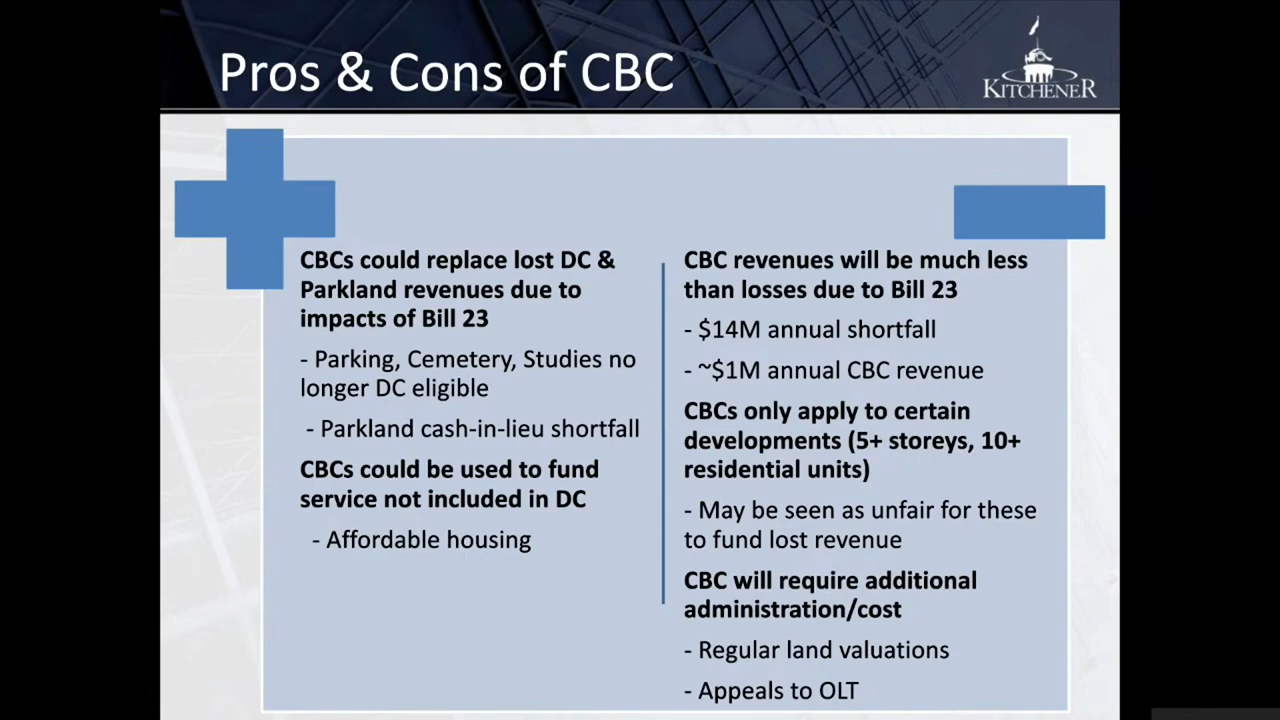 Pros & Cons of CBC
KITCHENER
CBCs could replace lost DC &
Parkland revenues due to
impacts of Bill 23
- Parking, Cemetery, Studies no
longer DC eligible
- Parkland cash-in-lieu shortfall
CBCs could be used to fund
service not included in DC
- Affordable housing
CBC revenues will be much less
than losses due to Bill 23
- $14M annual shortfall
- ~$1M annual CBC revenue
CBCs only apply to certain
developments (5+ storeys, 10+
residential units)
- May be seen as unfair for these
to fund lost revenue
CBC will require additional
administration/cost
- Regular land valuations
- Appeals to OLT